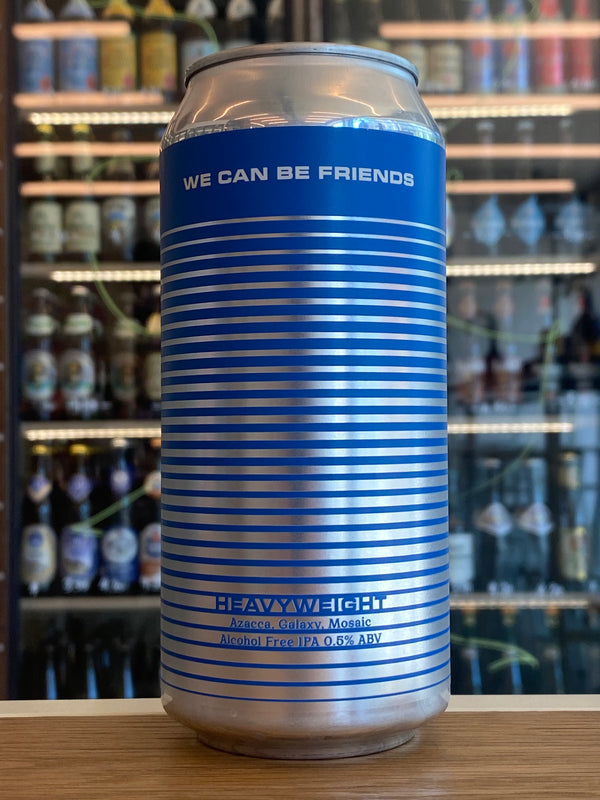 WE CAN BE FRIENDS
HEAVYWEIGHT
Azacca, Galaxy, Mosaic
Alcohol Free IPA 0.5% ABV